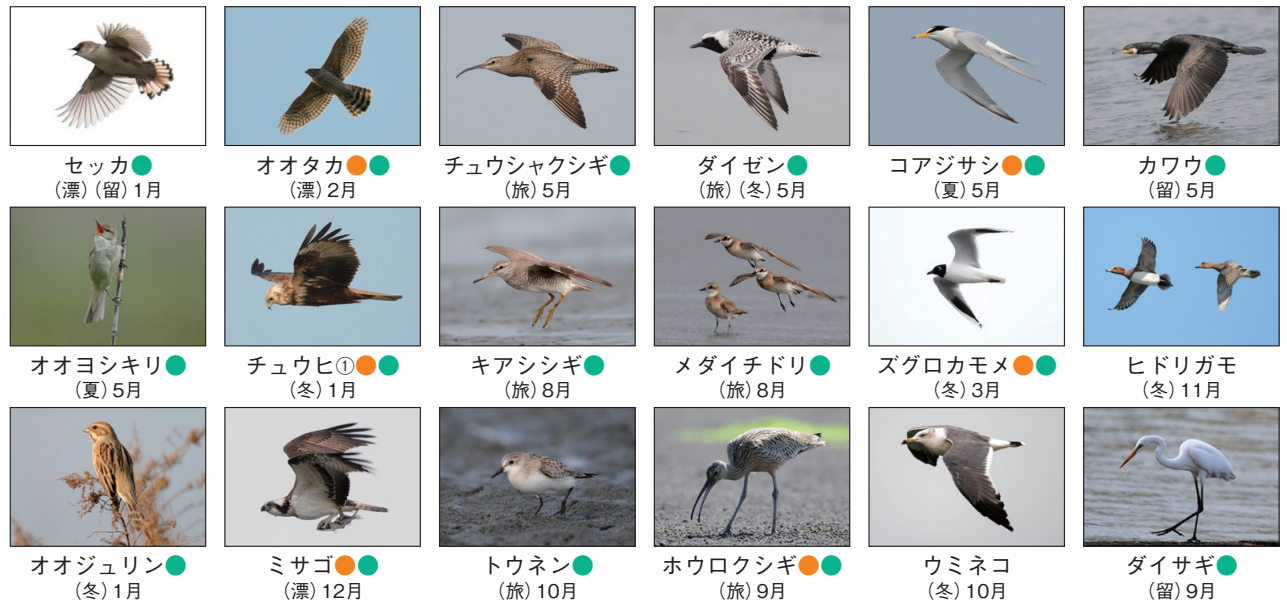 セッカ
(漂)(留)1月
オオタカ
(漂)2月
チュウシャクシギ
(旅)5月
ダイゼン
(旅)(冬)5月
コアジサシ
(夏)5月
カワウ
(留)5月
オオヨシキリ
(夏)5月
チュウヒ①
(冬)1月
キアシシギ
(旅)8月
メダイチドリ
(旅)8月
ズグロカモメ
(冬)3月
ヒドリガモ
(冬)11月
オオジュリン
(冬)1月
ミサゴ
(漂)12月
トウネン
(旅)10月
ホウロクシギ
(旅)9月
ウミネコ
(冬)10月
ダイサギ
(留)9月